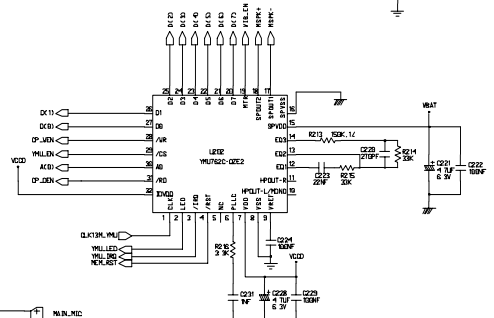 D(2) D(3) D(4) D(5) D(6) D(7) VIB_EN MSPK+ MSPK-
25 24 23 22 21 20 19 18 17
D2 D3 D4 D5 D6 D7 MTR SPOUT2 SPOUT1 SPVSS 16
D(1) 26 D1
SPVDD 15 VBAT
D(0) 27 D0
CP_WEN 28 /WR
EQ3 14 R213 150K,1%
YMU_EN 29 /CS
U202
EQ2 13 C220 270PF R214 33K
YMU762C-QZE2
A(0) 30 A0
EQ1 12 C223 22NF R215 33K
C221 4.7UF 6.3V
C222 100NF
VCCD
CP_OEN 31 /RD
HPOUT-R 11
32 IOVDD
HPOUT-L/MONO 10
CLKI LED /IRQ /RST NC PLLC VDD VSS VREF
1 2 3 4 5 6 7 8 9
CLK13M_YMU
YMU_LED
YMU_IRQ
MEM_RST
R216 3.3K
C224 100NF
VCCD
C231 1NF
C228 4.7UF 6.3V
C229 100NF
MAIN_MIC